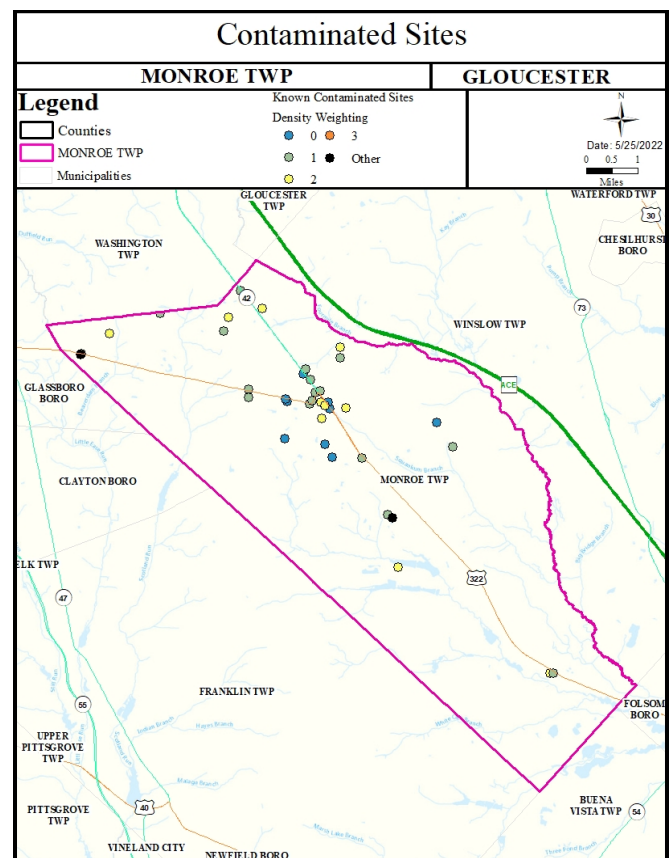 Contaminated Sites
MONROE TWP
GLOUCESTER
Legend
Counties
MONROE TWP
Municipalities
Known Contaminated Sites
Density Weighting
0
3
1
Other
2
N
Date: 5/25/2022
0 0.5 1
Miles
GLOUCESTER
TWP
WATERFORD TWP
30
WASHINGTON
TWP
CHESILHURST
BORO
42
73
WINSLOW TWP
ACE
GLASSBORO
BORO
CLAYTON BORO
MONROE TWP
ELK TWP
322
47
FRANKLIN TWP
55
FOLSOM
BORO
UPPER
PITTSGROVE
TWP
PITTSGROVE
TWP
40
BUENA
VISTA TWP
54
VINELAND CITY
NEWFIELD BORO